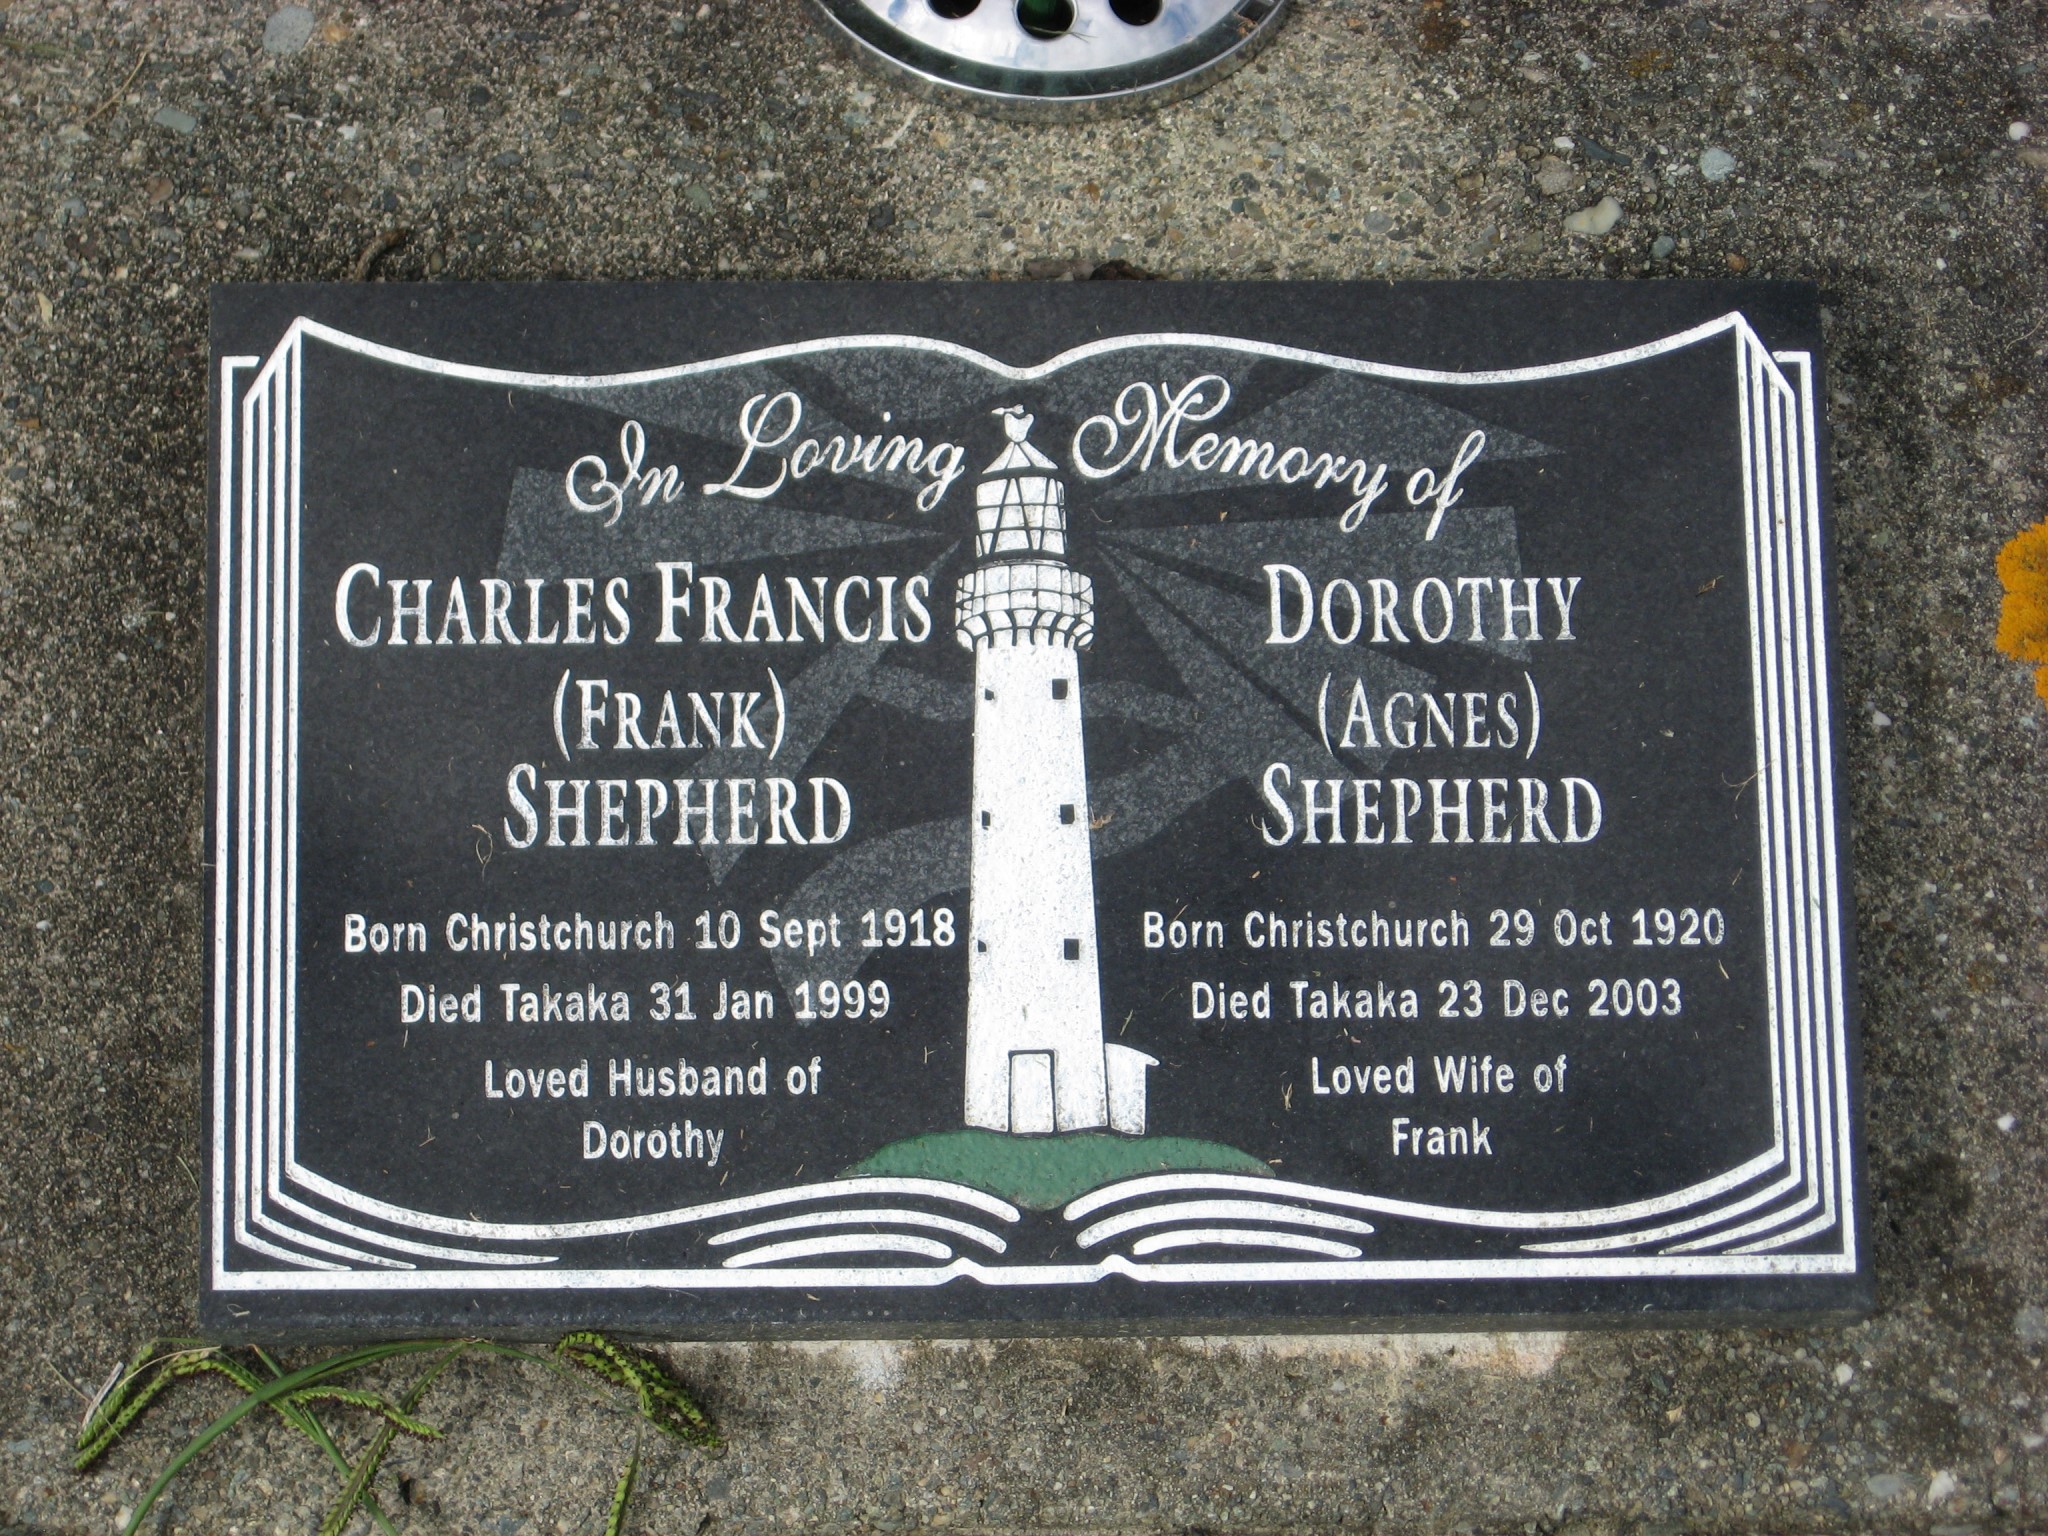 In Loving Memory of
CHARLES FRANCIS
(FRANK)
SHEPHERD
Born Christchurch 10 Sept 1918
Died Takaka 31 Jan 1999
Loved Husband of
Dorothy
DOROTHY
(AGNES)
SHEPHERD
Born Christchurch 29 Oct 1920
Died Takaka 23 Dec 2003
Loved Wife of
Frank